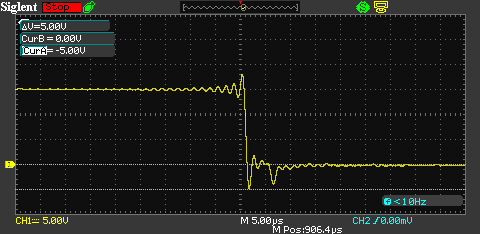 Siglent Stop
ΔV=5.00V
CurB = 0.00V
CurA= -5.00V
<10Hz
CH1 5.00V M 5.00µs CH2 70.00mV
M Pos:906.4µs